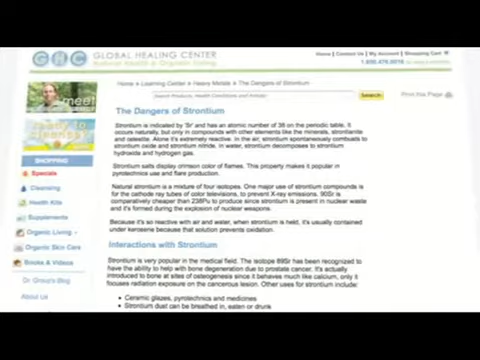 GHC GLOBAL HEALING CENTER
Natural Health & Organic Living
Home | Contact Us | My Account | Shopping Cart
Home » Learning Center » Heavy Metals » The Dangers of Strontium
Search
Print this Page
meet
ready to
cleanse?
SHOPPING
Specials
Cleansing
Health Kits
Supplements
Organic Living
Organic Skin Care
Books & Videos
Dr Group's Blog
About Us
The Dangers of Strontium
Strontium is indicated by 'Sr' and has an atomic number of 38 on the periodic table. It
occurs naturally, but only in compounds with other elements like the minerals, strontianite
and celestite. Alone it's extremely reactive. In the air, strontium spontaneously combusts
to strontium oxide and strontium nitride. In water, strontium decomposes to strontium
hydroxide and hydrogen gas.
Strontium salts display crimson color of flames. This property makes it popular in
pyrotechnics use and flare production.
Natural strontium is a mixture of four isotopes. One major use of strontium compounds is
for the cathode ray tubes of color televisions, to prevent X-ray emissions. 90Sr is
comparatively cheaper than 238Pu to produce since strontium is present in nuclear waste
and it's formed during the explosion of nuclear weapons.
Because it's so reactive with air and water, when strontium is held, it's usually contained
under kerosene because that solution prevents oxidation.
Interactions with Strontium
Strontium is very popular in the medical field. The isotope 89Sr has been recognized to
have the ability to help with bone degeneration due to prostate cancer. It's actually
introduced to bone at sites of osteogenesis since it behaves much like calcium, only it
focuses radiation exposure on the cancerous lesion. Other uses for strontium include:
• Ceramic glazes, pyrotechnics and medicines
• Strontium dust can be breathed in, eaten or drunk